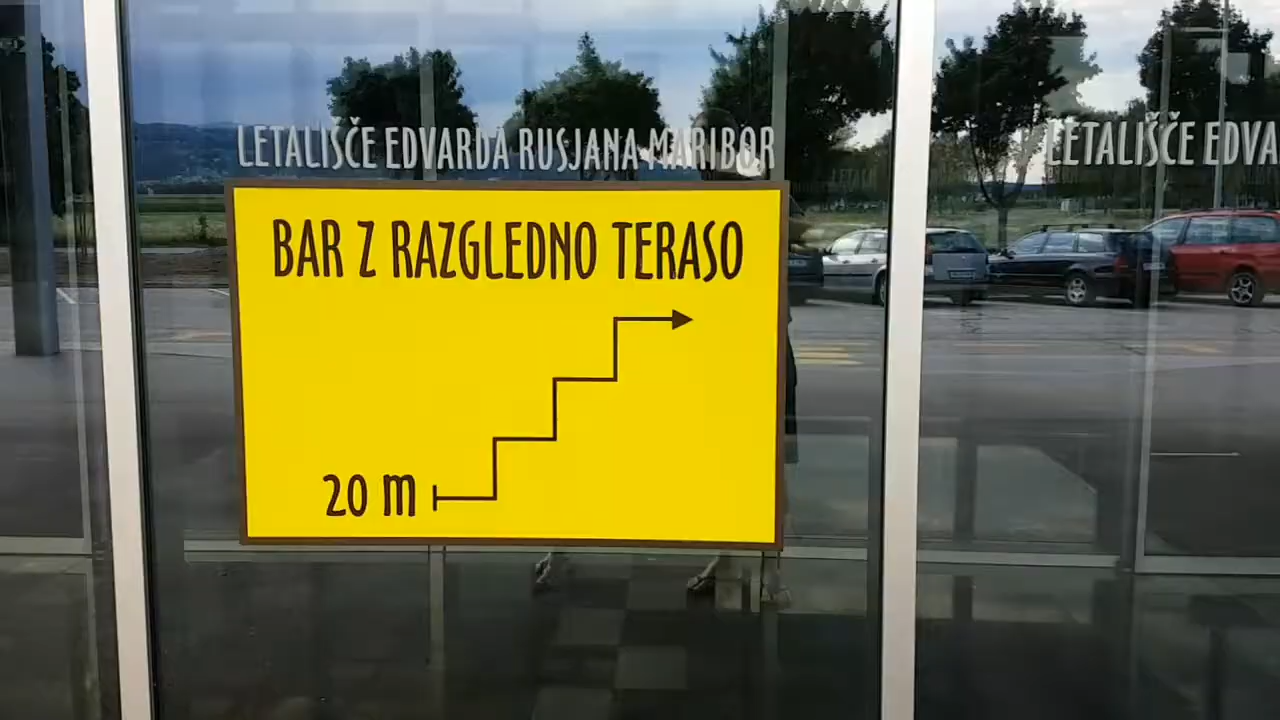 LETALIŠČE EDVARDA RUSJANA MARIBOR
LETALIŠČE EDVA
BAR Z RAZGLEDNO TERASO
20 m